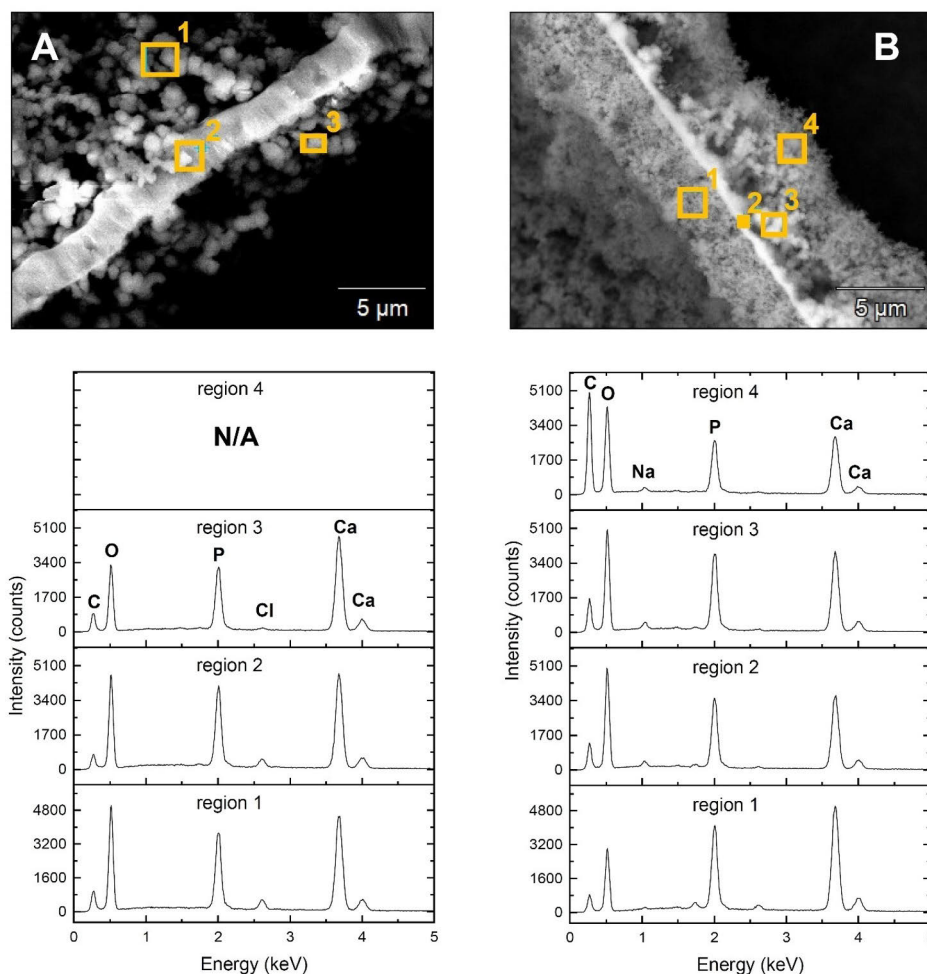 A
1
2
3
5 µm
B
4
1
2
3
5 µm
region 4
N/A
region 3
C
O
P
Cl
Ca
Ca
region 2
region 1
5100
3400
1700
0
5100
3400
1700
0
4800
3200
1600
0
Intensity (counts)
0 1 2 3 4 5
Energy (keV)
region 4
C
O
Na
P
Ca
Ca
region 3
region 2
region 1
5100
3400
1700
0
5100
3400
1700
0
5100
3400
1700
0
4800
3200
1600
0
Intensity (counts)
0 1 2 3 4
Energy (keV)